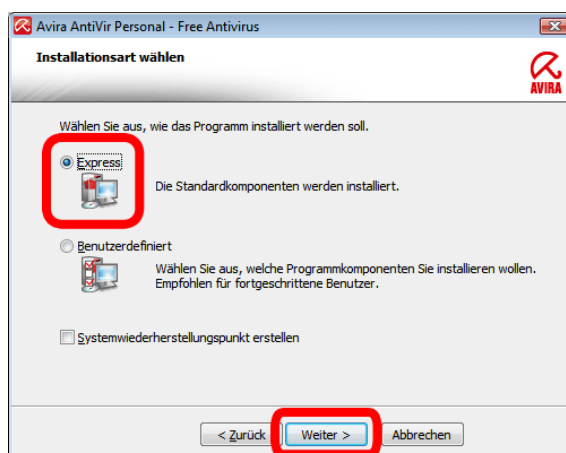 Avira AntiVir Personal - Free Antivirus
Installationsart wählen
AVIRA
Wählen Sie aus, wie das Programm installiert werden soll.
Express
Die Standardkomponenten werden installiert.
Benutzerdefiniert
Wählen Sie aus, welche Programmkomponenten Sie installieren wollen.
Empfohlen für fortgeschrittene Benutzer.
Systemwiederherstellungspunkt erstellen
< Zurück Weiter > Abbrechen